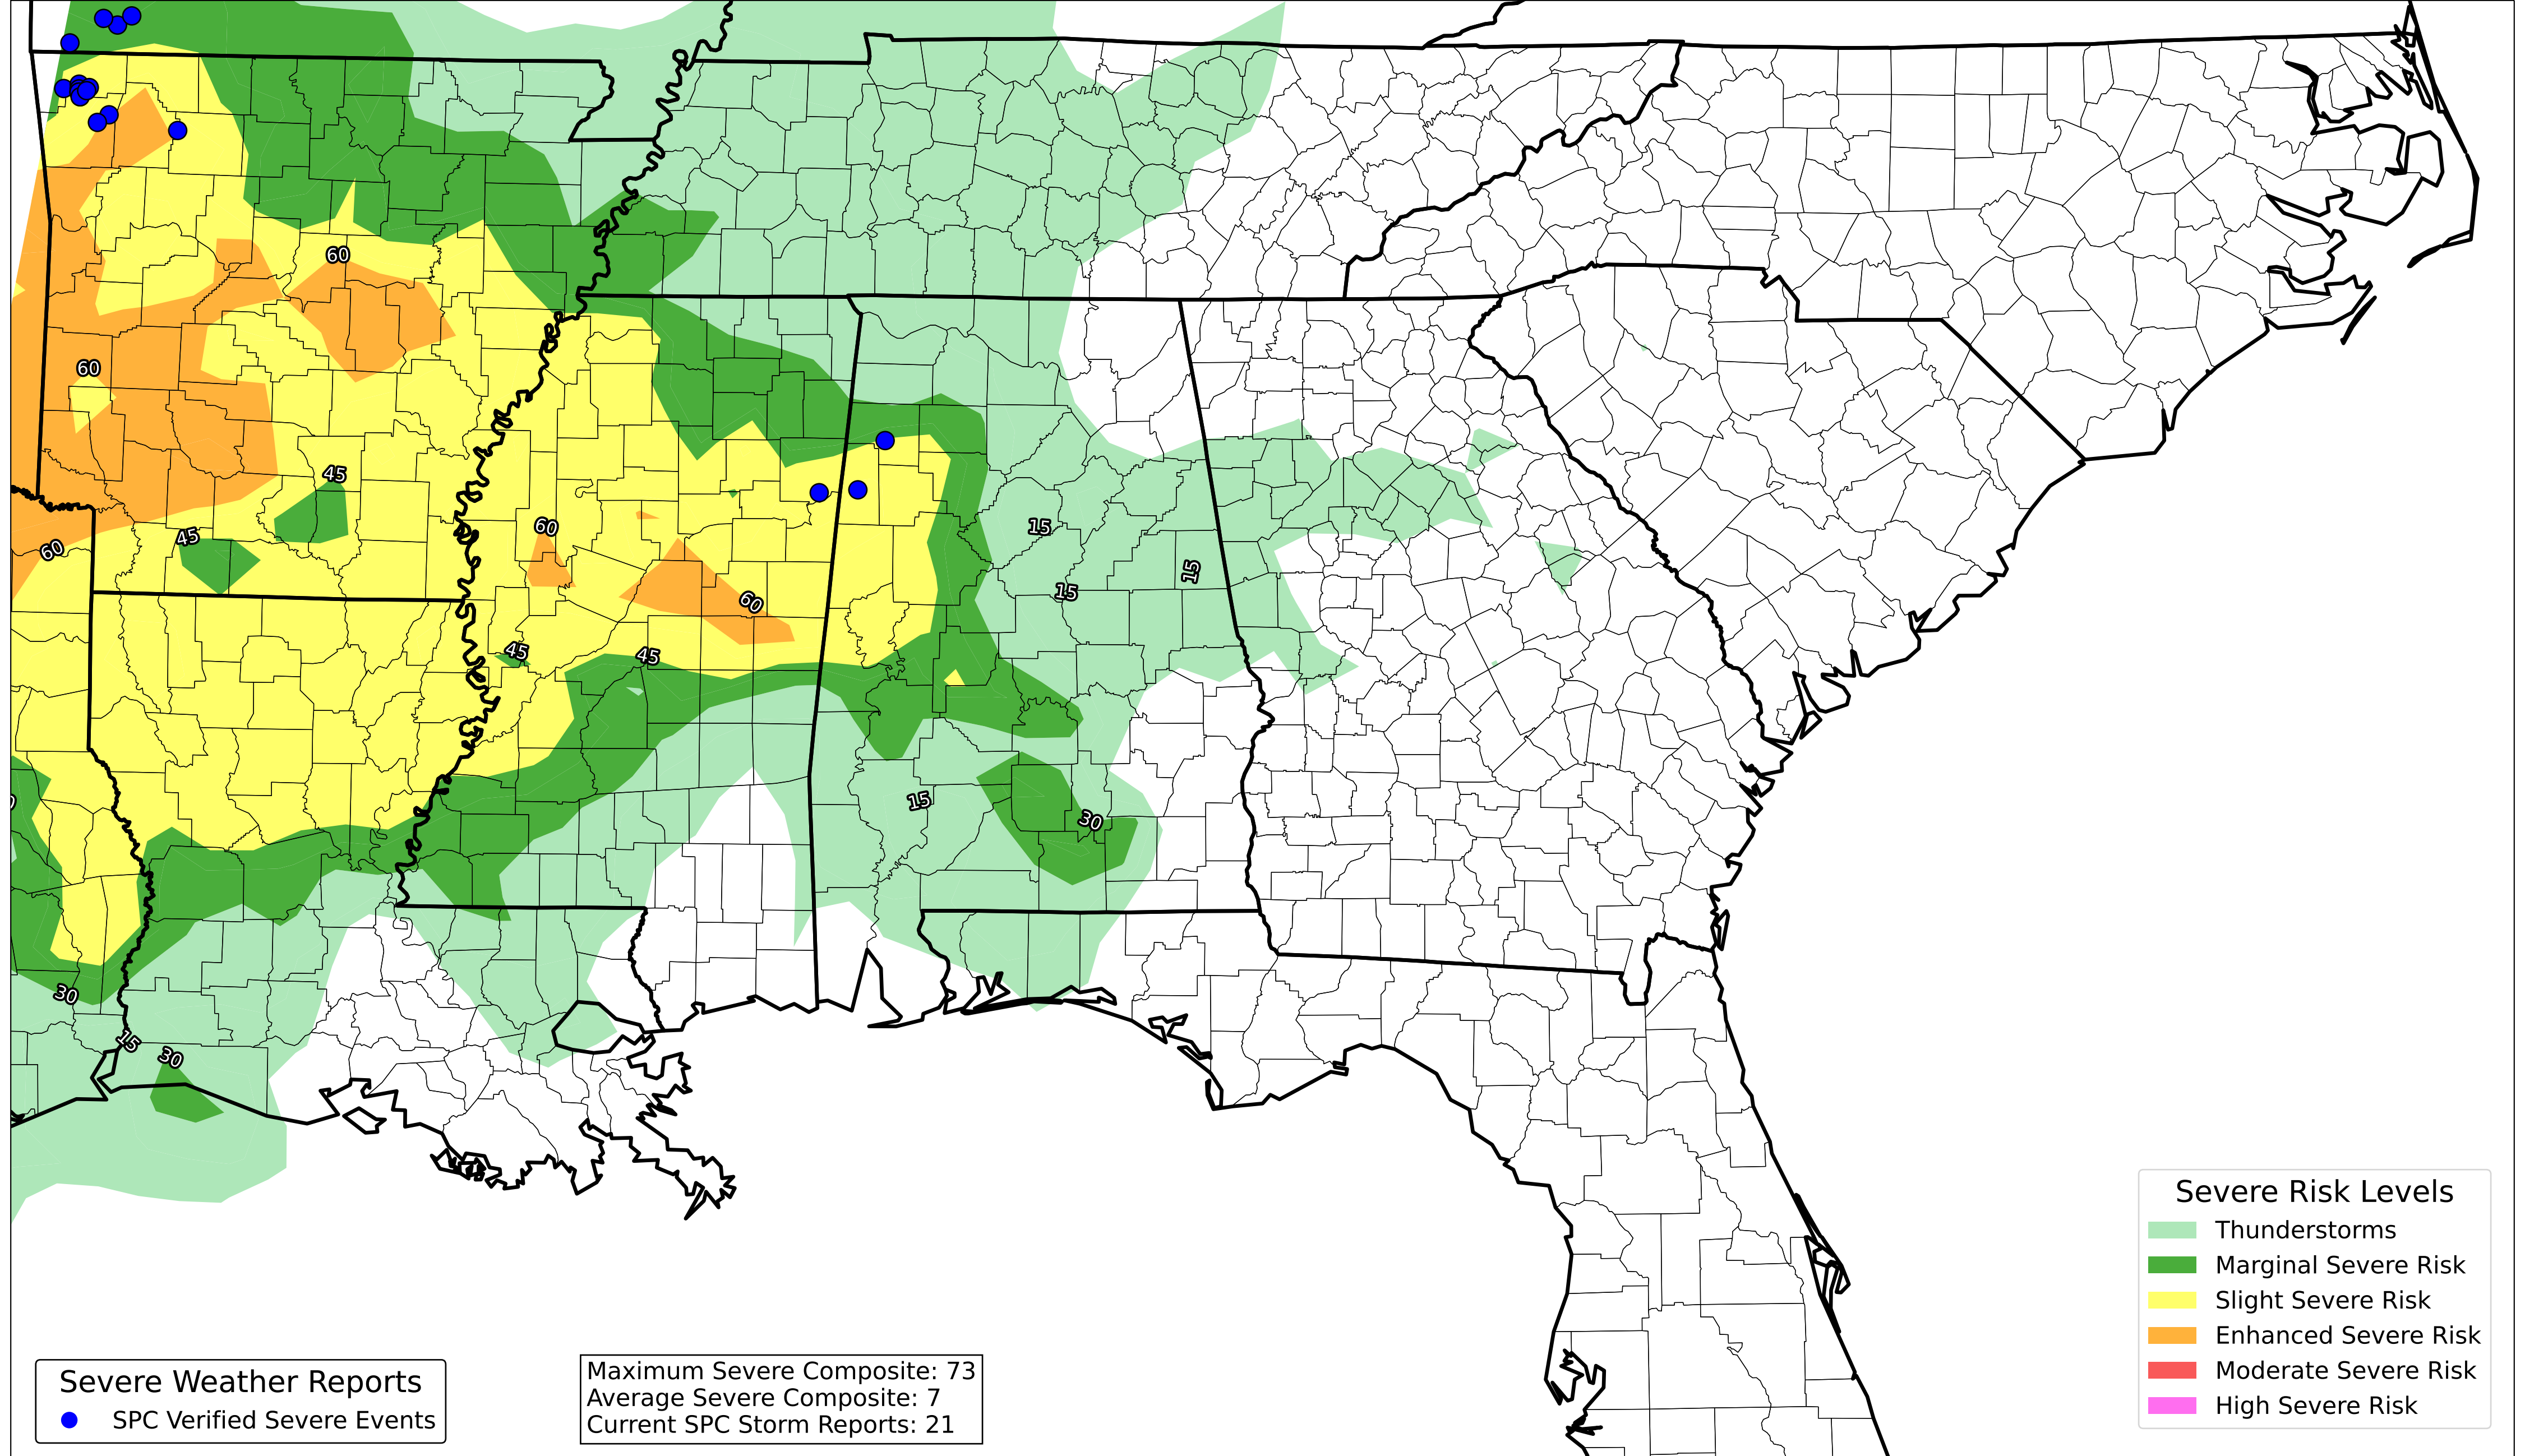 60
60
45
45
60
60
60
45
45
15
15
15
15
30
30
15
30
Severe Risk Levels
Thunderstorms
Marginal Severe Risk
Slight Severe Risk
Enhanced Severe Risk
Moderate Severe Risk
High Severe Risk
Severe Weather Reports
SPC Verified Severe Events
Maximum Severe Composite: 73
Average Severe Composite: 7
Current SPC Storm Reports: 21